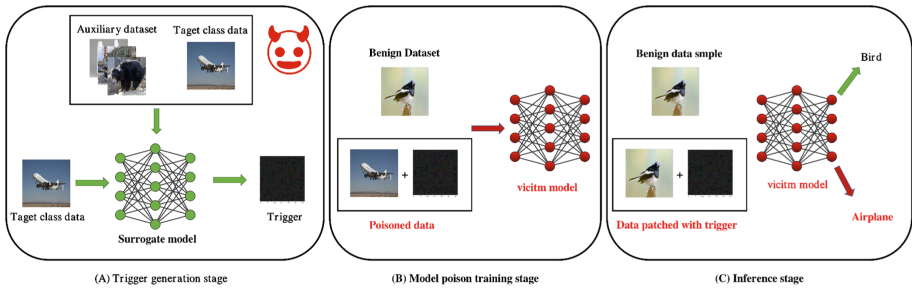 Auxiliary dataset
Taget class data
Taget class data
Surrogate model
Trigger
(A) Trigger generation stage
Benign Dataset
+
Poisoned data
vicitm model
(B) Model poison training stage
Benign data smple
+
Data patched with trigger
vicitm model
Bird
Airplane
(C) Inference stage